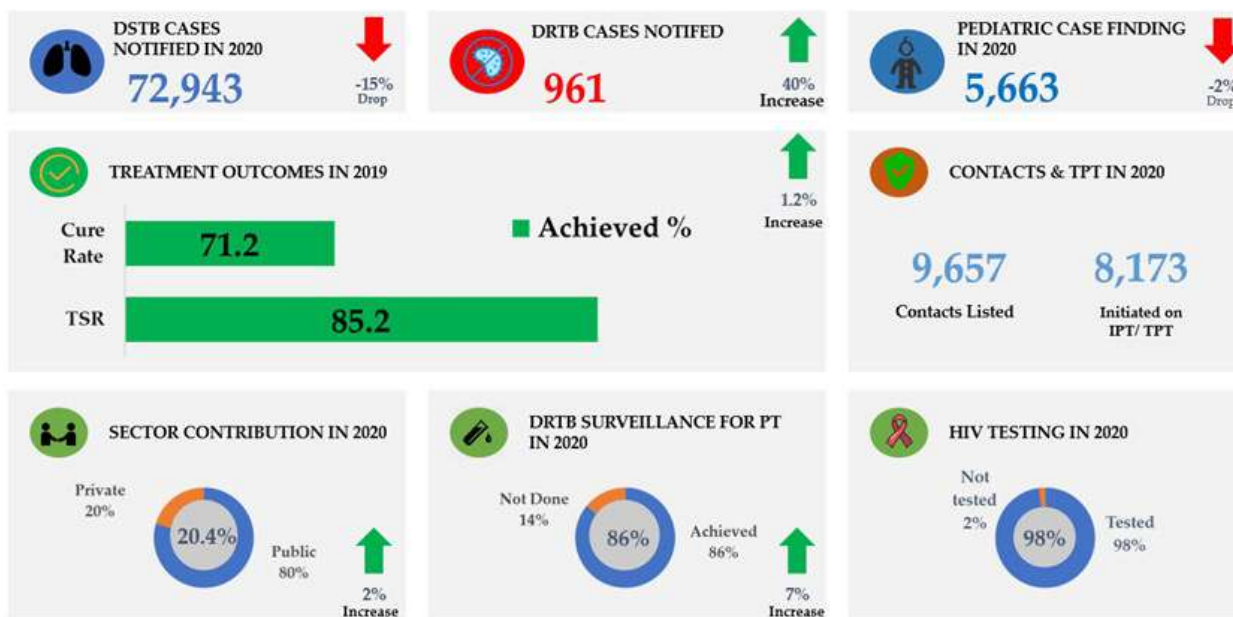 DSTB CASES
NOTIFIED IN 2020
72,943
-15%
Drop
DRTB CASES NOTIFED
961
40%
Increase
PEDIATRIC CASE FINDING
IN 2020
5,663
-2%
Drop
TREATMENT OUTCOMES IN 2019
1.2%
Increase
Achieved %
Cure
Rate
71.2
TSR
85.2
CONTACTS & TPT IN 2020
9,657
Contacts Listed
8,173
Initiated on
IPT/ TPT
SECTOR CONTRIBUTION IN 2020
Private
20%
20.4%
Public
80%
2%
Increase
DRTB SURVEILLANCE FOR PT
IN 2020
Not Done
14%
86%
Achieved
86%
7%
Increase
HIV TESTING IN 2020
Not
tested
2%
98%
Tested
98%